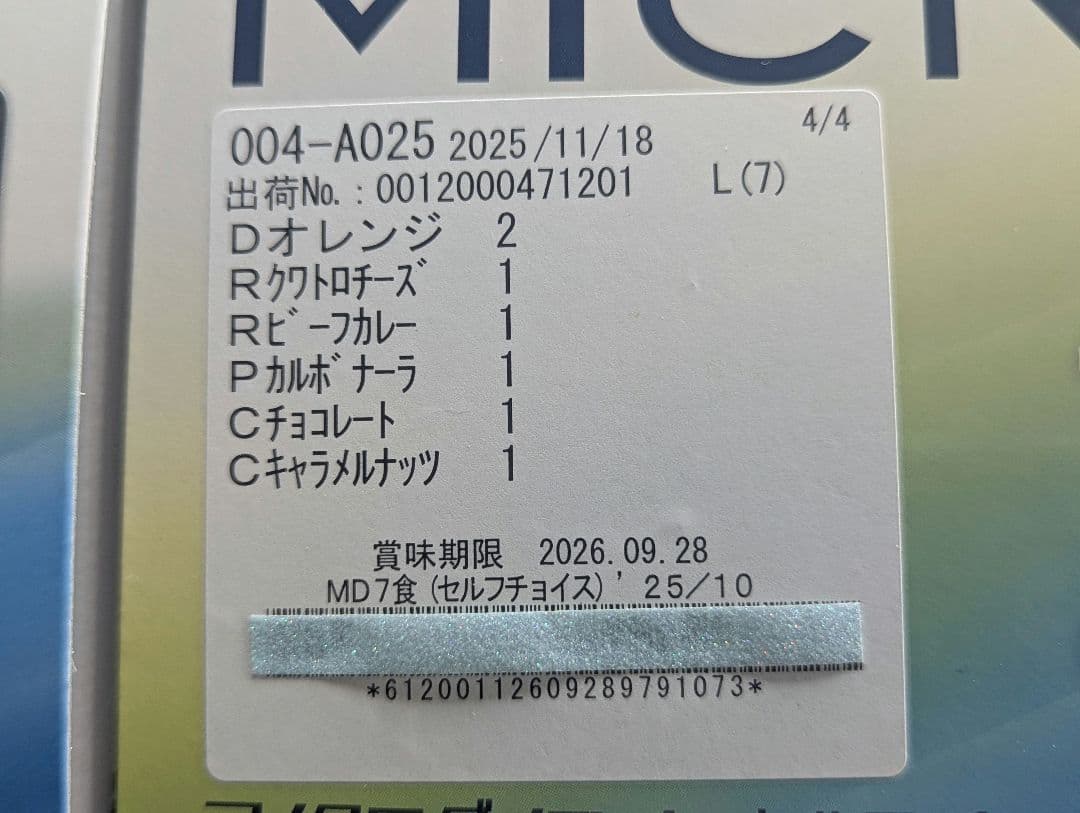 MIC
004-A025 2025/11/18 4/4
出荷No.:0012000471201 L(7)
Dオレンジ 2
Rクワトロチーズ 1
Rビーフカレー 1
Pカルボナーラ 1
Cチョコレート 1
Cキャラメルナッツ 1
賞味期限 2026.09.28
MD7食(セルフチョイス)'25/10
*61200112609289791073*